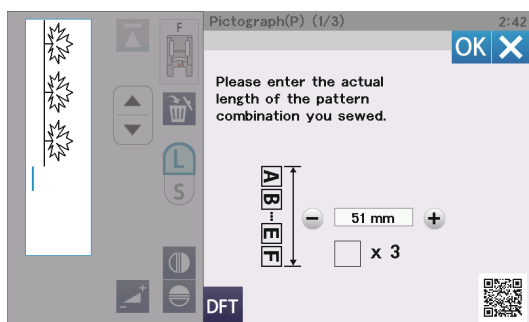 Pictograph(P) (1/3)
2:42
F
OK
Please enter the actual
length of the pattern
combination you sewed.
L
S
A B E F
51 mm
x 3
DFT